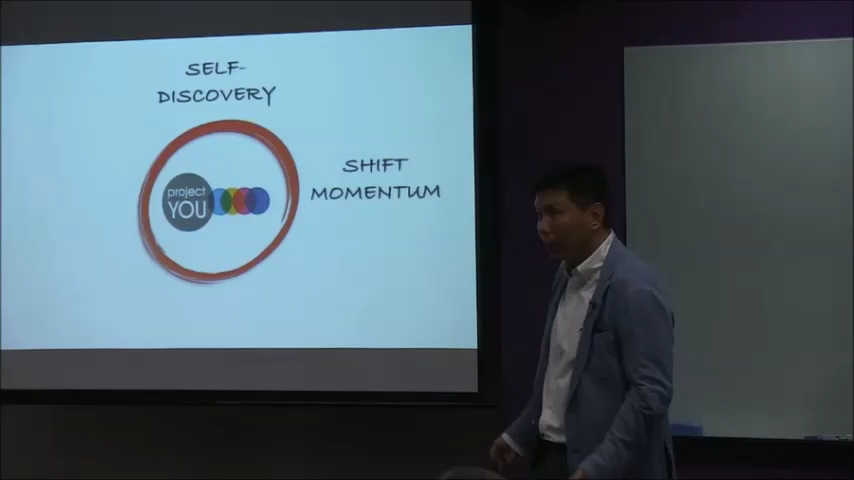 SELF-
DISCOVERY
SHIFT
MOMENTUM
project
YOU